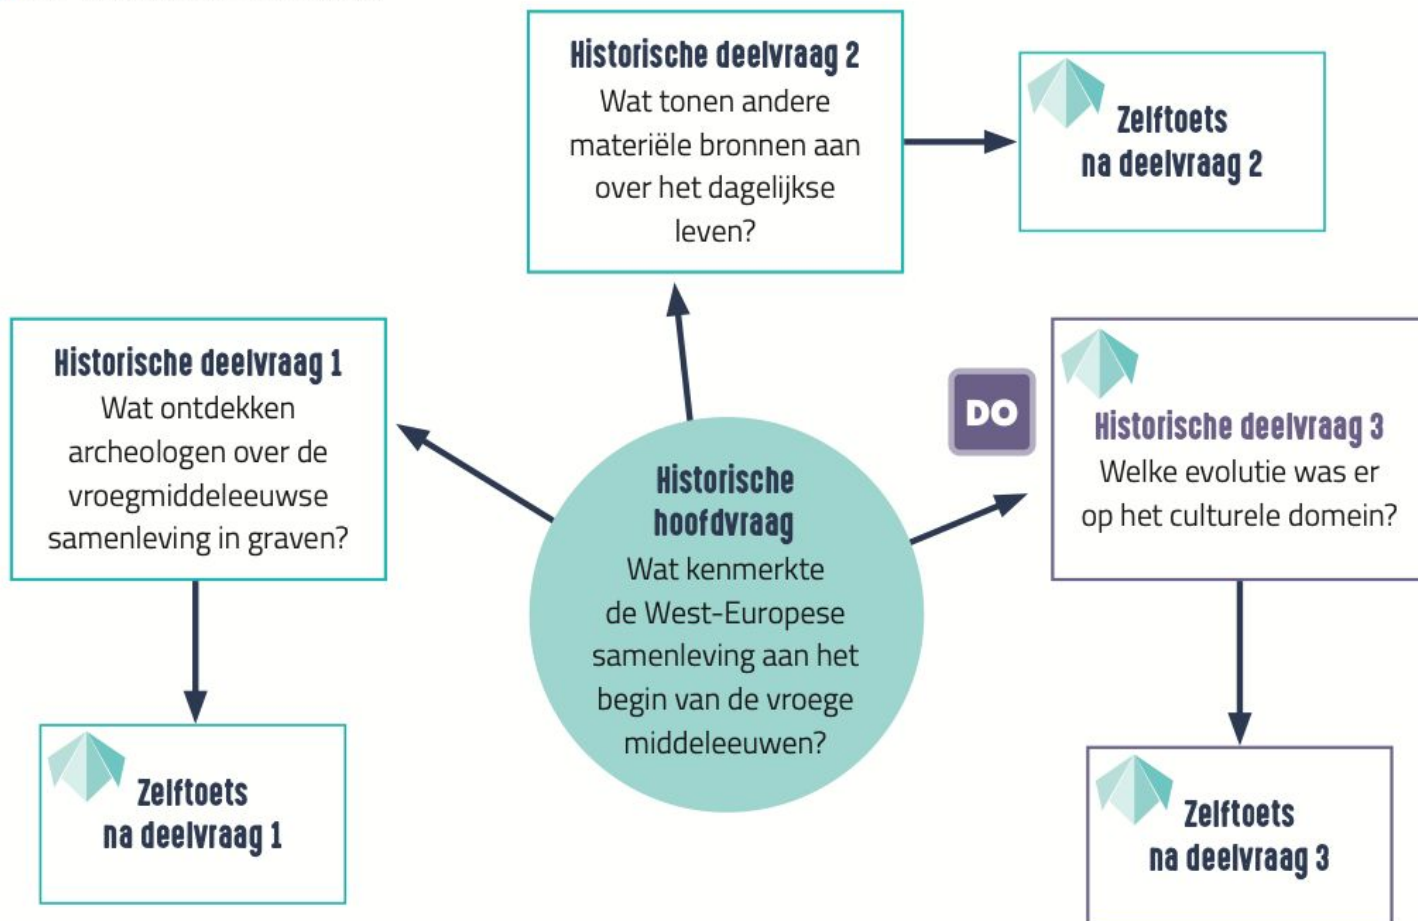 Historische deelvraag 2
Wat tonen andere
materiële bronnen aan
over het dagelijkse
leven?
Zelftoets
na deelvraag 2
Historische deelvraag 1
Wat ontdekken
archeologen over de
vroegmiddeleeuwse
samenleving in graven?
DO
Historische deelvraag 3
Welke evolutie was er
op het culturele domein?
Historische
hoofdvraag
Wat kenmerkte
de West-Europese
samenleving aan het
begin van de vroege
middeleeuwen?
Zelftoets
na deelvraag 1
Zelftoets
na deelvraag 3